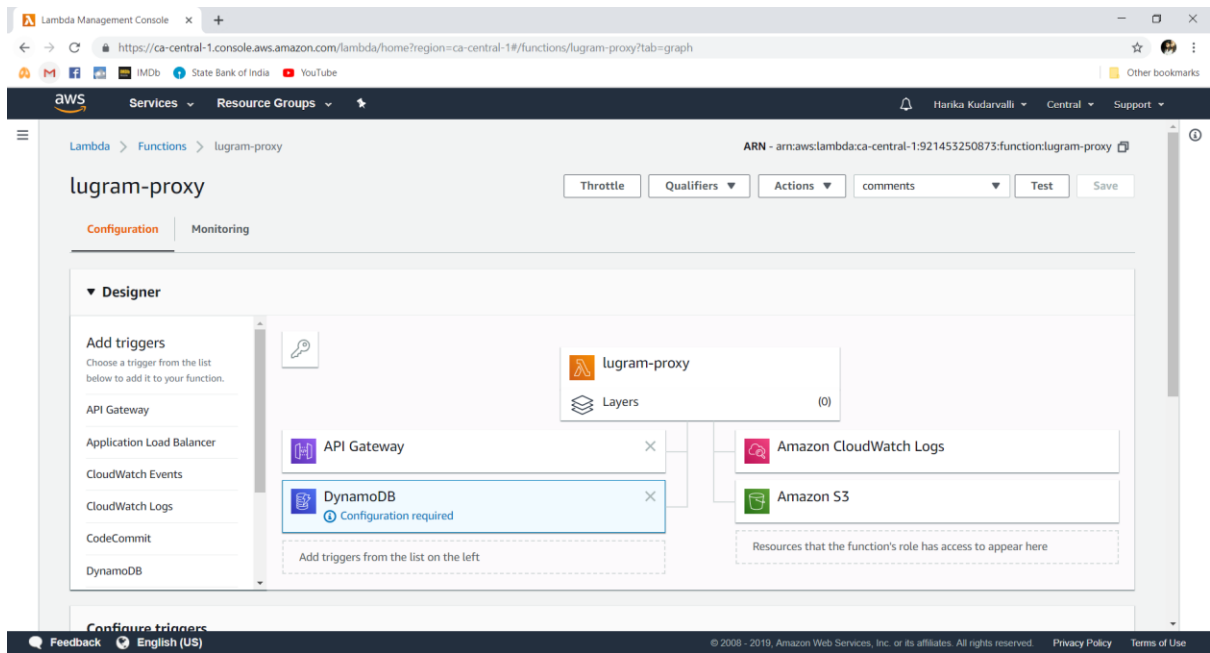 Lambda Management Console
https://ca-central-1.console.aws.amazon.com/lambda/home?region=ca-central-1#/functions/lugram-proxy?tab=graph
IMDb State Bank of India YouTube Other bookmarks
aws Services Resource Groups Harika Kudarvalli Central Support
Lambda > Functions > lugram-proxy ARN - arn:aws:lambda:ca-central-1:921453250873:function:lugram-proxy
lugram-proxy Throttle Qualifiers Actions comments Test Save
Configuration Monitoring
Designer
Add triggers
Choose a trigger from the list
below to add it to your function.
API Gateway
Application Load Balancer
CloudWatch Events
CloudWatch Logs
CodeCommit
DynamoDB
lugram-proxy
Layers (0)
API Gateway
DynamoDB
Configuration required
Add triggers from the list on the left
Amazon CloudWatch Logs
Amazon S3
Resources that the function's role has access to appear here
Configure triggers
Feedback English (US) © 2008 - 2019, Amazon Web Services, Inc. or its affiliates. All rights reserved. Privacy Policy Terms of Use